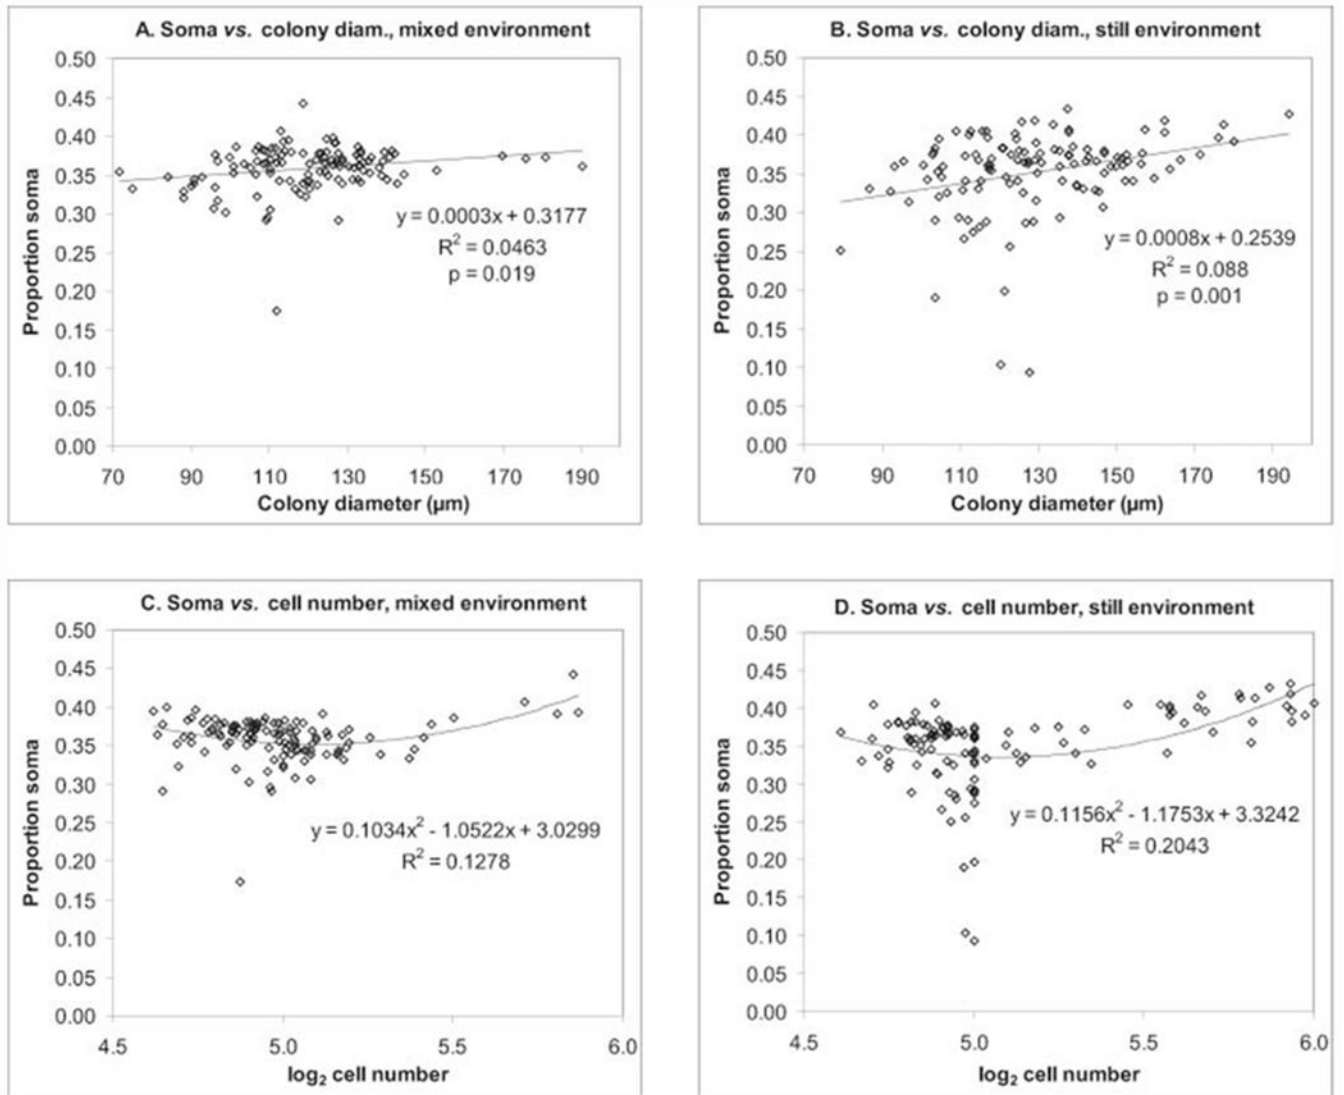 A. Soma vs. colony diam., mixed environment
0.50
0.45
0.40
0.35
0.30
0.25
0.20
0.15
0.10
0.05
0.00
Proportion soma
y = 0.0003x + 0.3177
R² = 0.0463
p = 0.019
70 90 110 130 150 170 190
Colony diameter (µm)
B. Soma vs. colony diam., still environment
0.50
0.45
0.40
0.35
0.30
0.25
0.20
0.15
0.10
0.05
0.00
Proportion soma
y = 0.0008x + 0.2539
R² = 0.088
p = 0.001
70 90 110 130 150 170 190
Colony diameter (µm)
C. Soma vs. cell number, mixed environment
0.50
0.45
0.40
0.35
0.30
0.25
0.20
0.15
0.10
0.05
0.00
Proportion soma
y = 0.1034x² - 1.0522x + 3.0299
R² = 0.1278
4.5 5.0 5.5 6.0
log₂ cell number
D. Soma vs. cell number, still environment
0.50
0.45
0.40
0.35
0.30
0.25
0.20
0.15
0.10
0.05
0.00
Proportion soma
y = 0.1156x² - 1.1753x + 3.3242
R² = 0.2043
4.5 5.0 5.5 6.0
log₂ cell number